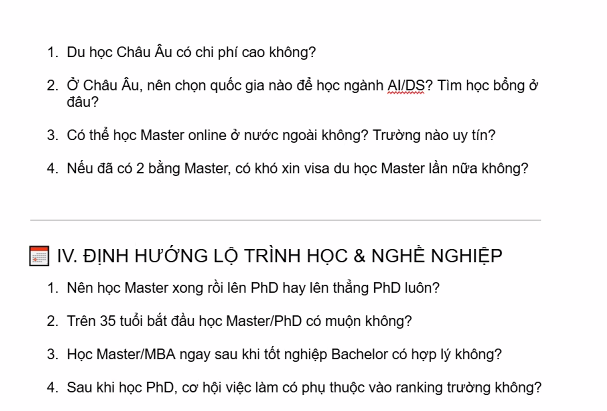 1. Du học Châu Âu có chi phí cao không?
2. Ở Châu Âu, nên chọn quốc gia nào để học ngành AI/DS? Tìm học bổng ở
đâu?
3. Có thể học Master online ở nước ngoài không? Trường nào uy tín?
4. Nếu đã có 2 bằng Master, có khó xin visa du học Master lần nữa không?
IV. ĐỊNH HƯỚNG LỘ TRÌNH HỌC & NGHỀ NGHIỆP
1. Nên học Master xong rồi lên PhD hay lên thẳng PhD luôn?
2. Trên 35 tuổi bắt đầu học Master/PhD có muộn không?
3. Học Master/MBA ngay sau khi tốt nghiệp Bachelor có hợp lý không?
4. Sau khi học PhD, cơ hội việc làm có phụ thuộc vào ranking trường không?